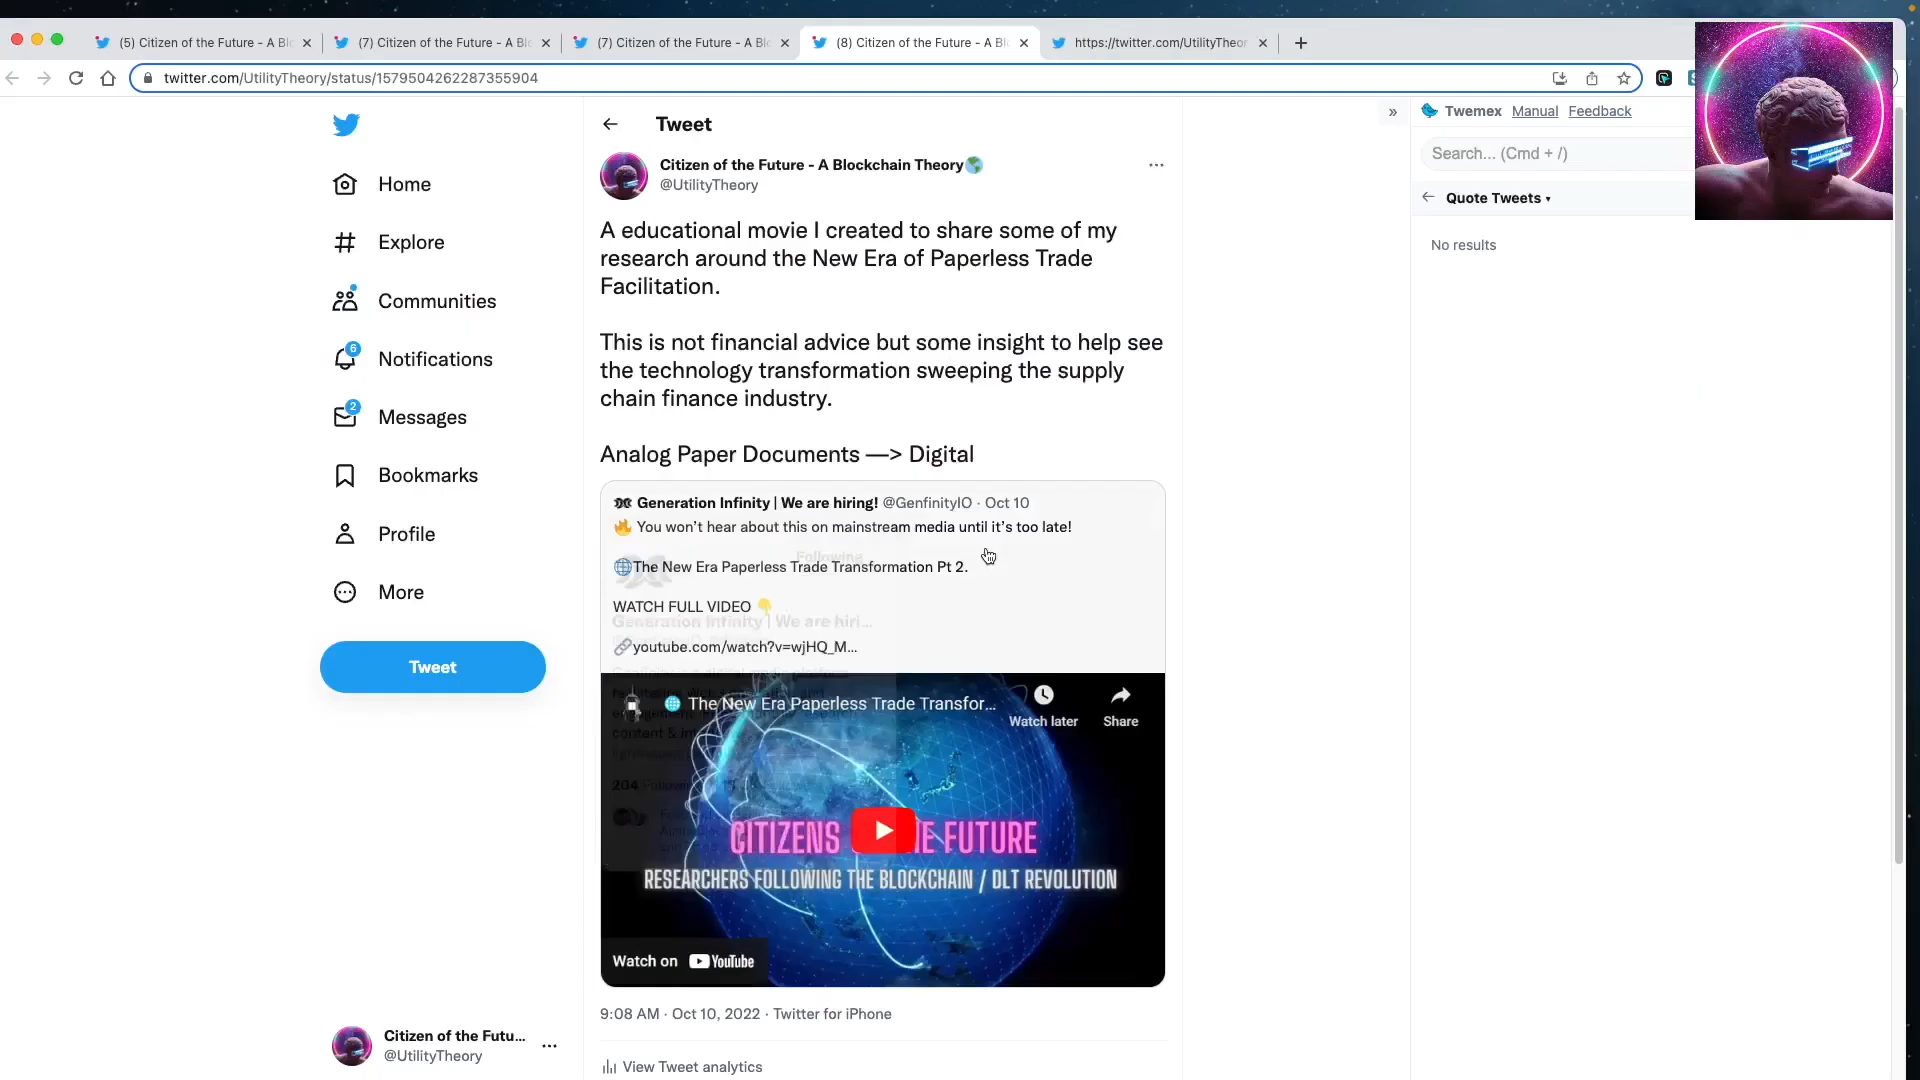 (5) Citizen of the Future - A Bl
(7) Citizen of the Future - A Bl
(7) Citizen of the Future - A Bl
(8) Citizen of the Future - A Bl
https://twitter.com/UtilityTheor
twitter.com/UtilityTheory/status/1579504262287355904
Home
Explore
Communities
6
Notifications
2
Messages
Bookmarks
Profile
More
Tweet
Citizen of the Futu...
@UtilityTheory
Tweet
Citizen of the Future - A Blockchain Theory🌎
@UtilityTheory
A educational movie I created to share some of my
research around the New Era of Paperless Trade
Facilitation.
This is not financial advice but some insight to help see
the technology transformation sweeping the supply
chain finance industry.
Analog Paper Documents —> Digital
Generation Infinity | We are hiring! @GenfinityIO · Oct 10
🔥 You won't hear about this on mainstream media until it's too late!
Following
🌐The New Era Paperless Trade Transformation Pt 2.
WATCH FULL VIDEO 👇
Generation Infinity | We are hiri...
🔗youtube.com/watch?v=wjHQ_M...
🌐 The New Era Paperless Trade Transfor...
Watch later
Share
CITIZENS THE FUTURE
RESEARCHERS FOLLOWING THE BLOCKCHAIN / DLT REVOLUTION
Watch on YouTube
9:08 AM · Oct 10, 2022 · Twitter for iPhone
View Tweet analytics
»
Twemex Manual Feedback
Search... (Cmd + /)
Quote Tweets
No results